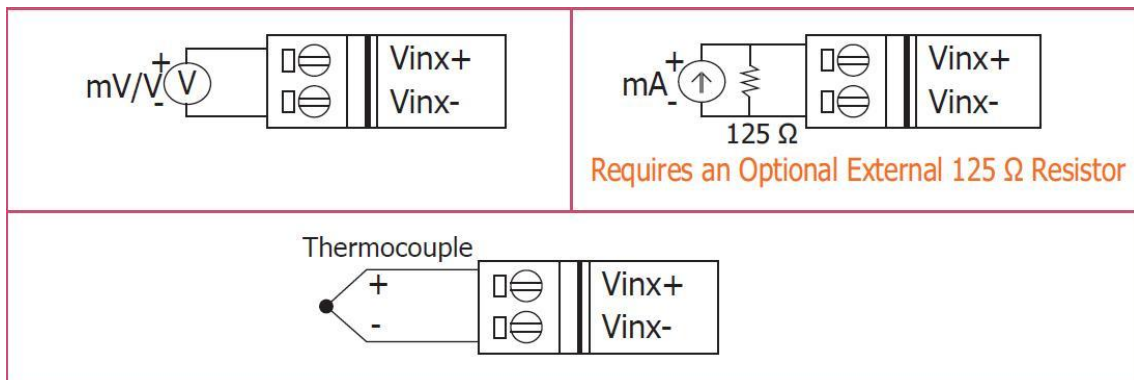 mV/V
+
-
V
Vinx+
Vinx-
mA
+
-
125 Ω
Vinx+
Vinx-
Requires an Optional External 125 Ω Resistor
Thermocouple
+
-
Vinx+
Vinx-